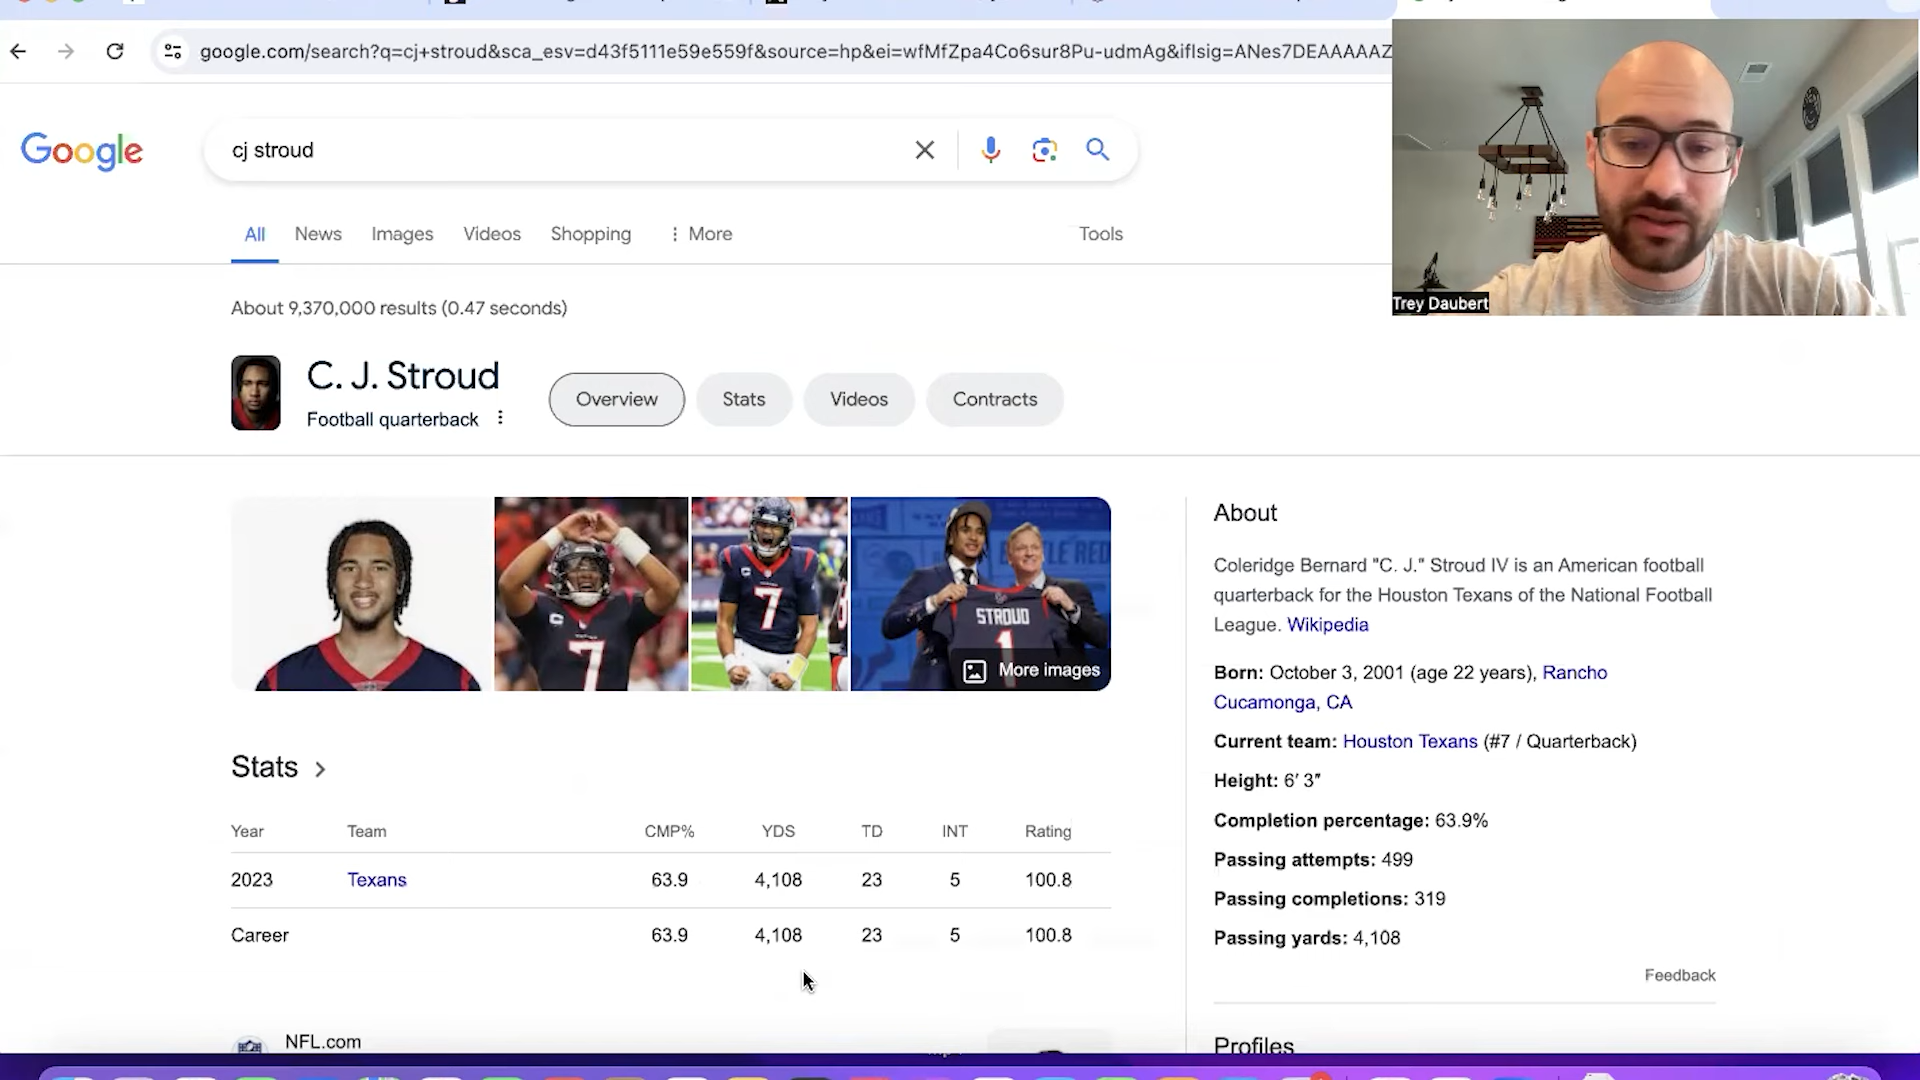 google.com/search?q=cj+stroud&sca_esv=d43f5111e59e559f&source=hp&ei=wfMfZpa4Co6sur8Pu-udmAg&iflsig=ANes7DEAAAAAZ
Google
cj stroud
All
News
Images
Videos
Shopping
More
Tools
About 9,370,000 results (0.47 seconds)
Trey Daubert
C. J. Stroud
Football quarterback
Overview
Stats
Videos
Contracts
7
7
STROUD
1
More images
Stats
Year Team CMP% YDS TD INT Rating
2023 Texans 63.9 4,108 23 5 100.8
Career 63.9 4,108 23 5 100.8
NFL.com
About
Coleridge Bernard "C. J." Stroud IV is an American football
quarterback for the Houston Texans of the National Football
League. Wikipedia
Born: October 3, 2001 (age 22 years), Rancho
Cucamonga, CA
Current team: Houston Texans (#7 / Quarterback)
Height: 6′ 3″
Completion percentage: 63.9%
Passing attempts: 499
Passing completions: 319
Passing yards: 4,108
Feedback
Profiles